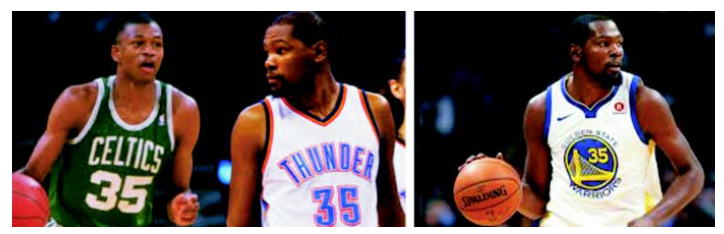 CELTICS
35
THUNDER
35
SPALDING
GOLDEN STATE
35
WARRIORS